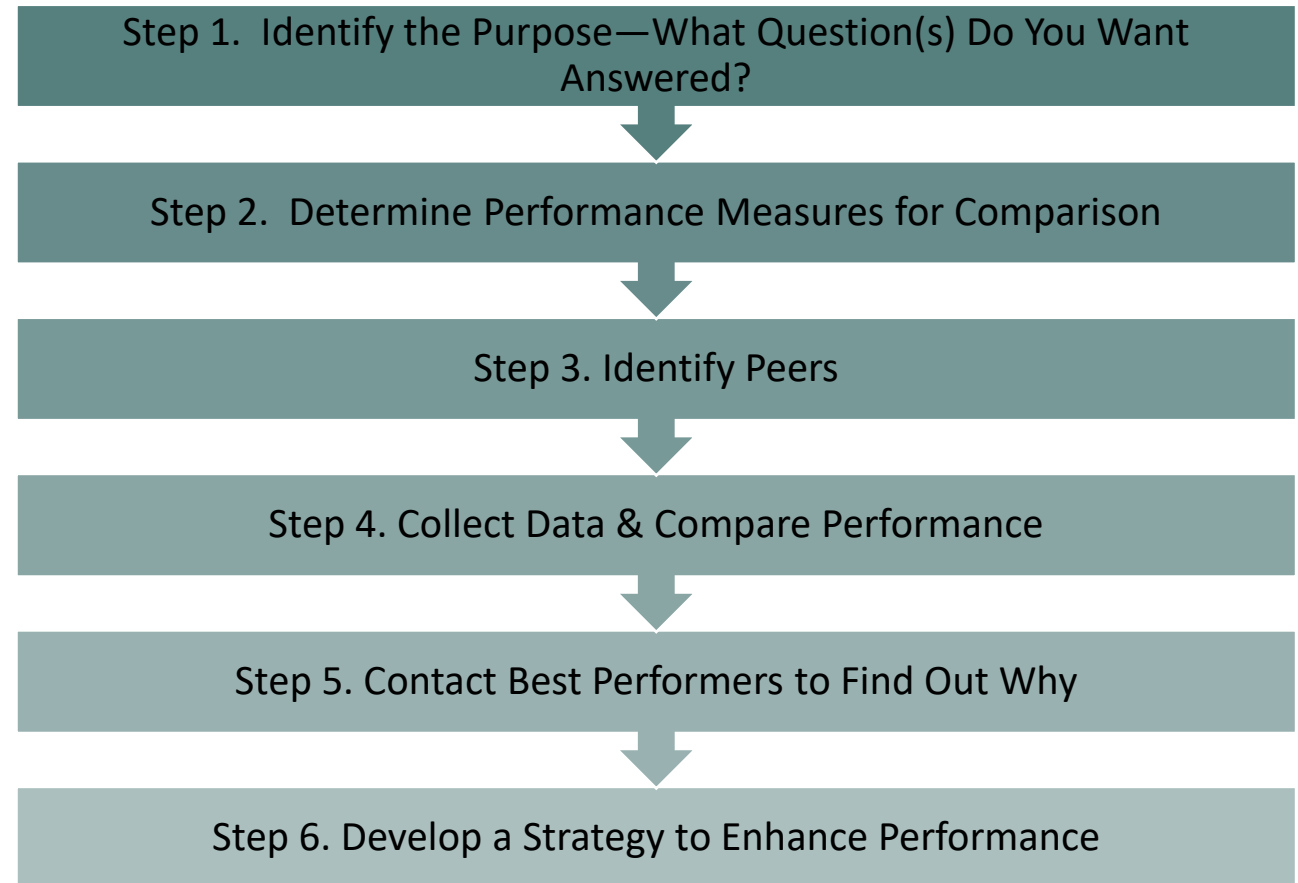 Step 1.  Identify the Purpose—What Question(s) Do You Want
Answered?
Step 2.  Determine Performance Measures for Comparison
Step 3. Identify Peers
Step 4. Collect Data & Compare Performance
Step 5. Contact Best Performers to Find Out Why
Step 6. Develop a Strategy to Enhance Performance